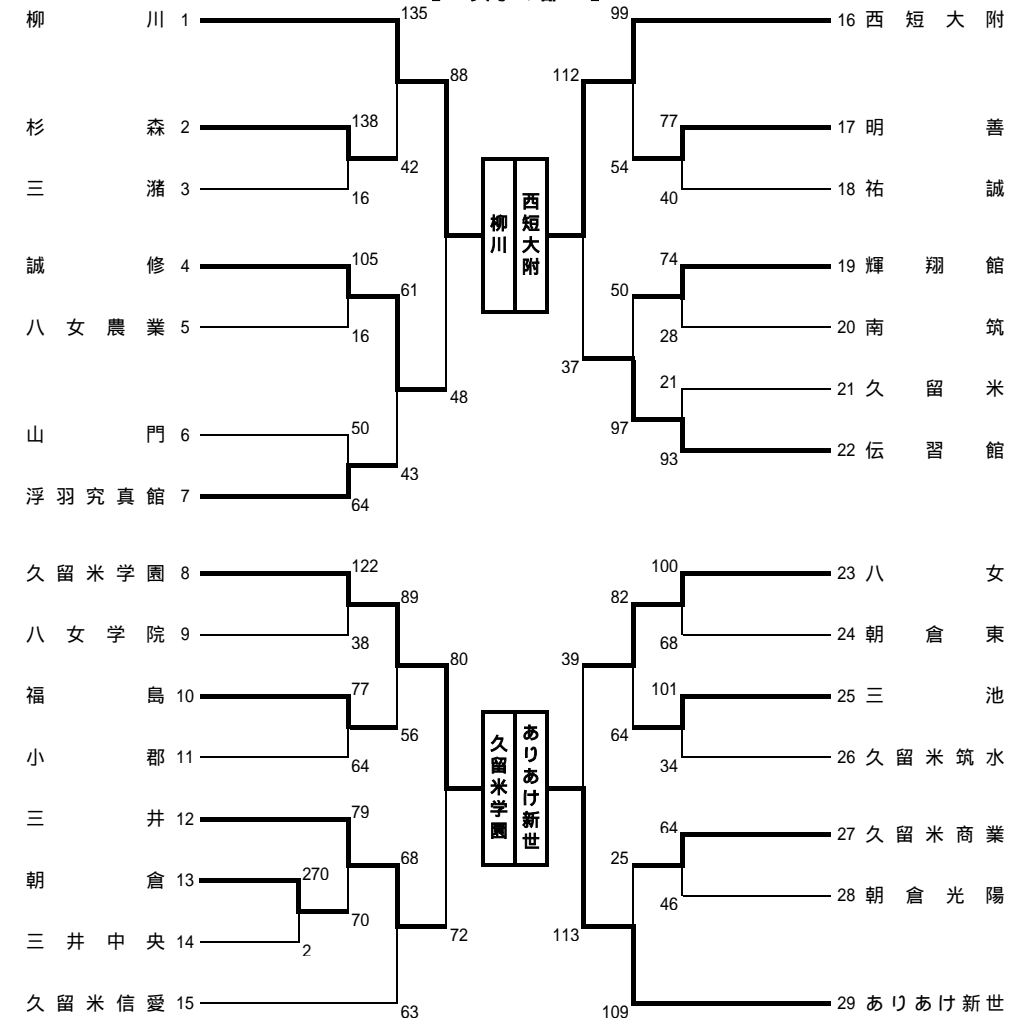 柳川 1
135
88
杉森 2
138
42
三潴 3
16
誠修 4
105
61
八女農業 5
16
48
山門 6
50
43
浮羽究真館 7
64
柳川
西短大附
99
16 西短大附
112
77
17 明善
54
40
18 祐誠
74
19 輝翔館
50
28
20 南筑
37
21
21 久留米
97
93
22 伝習館
久留米学園 8
122
89
八女学院 9
38
80
福島 10
77
56
小郡 11
64
三井 12
79
68
朝倉 13
270
70
72
三井中央 14
2
久留米信愛 15
63
久留米学園
ありあけ新世
100
23 八女
82
68
24 朝倉東
39
101
25 三池
64
34
26 久留米筑水
64
27 久留米商業
25
46
28 朝倉光陽
113
109
29 ありあけ新世